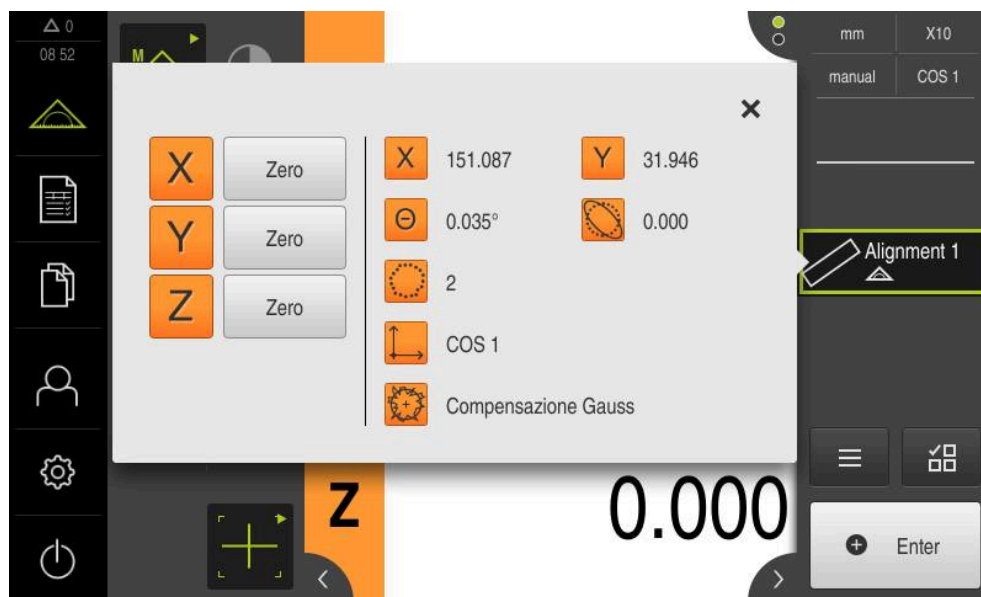 0
08 52
M
mm X10
manual COS 1
X Zero
Y Zero
Z Zero
X 151.087 Y 31.946
Θ 0.035° 0.000
2
COS 1
Compensazione Gauss
Alignment 1
Z 0.000
Enter